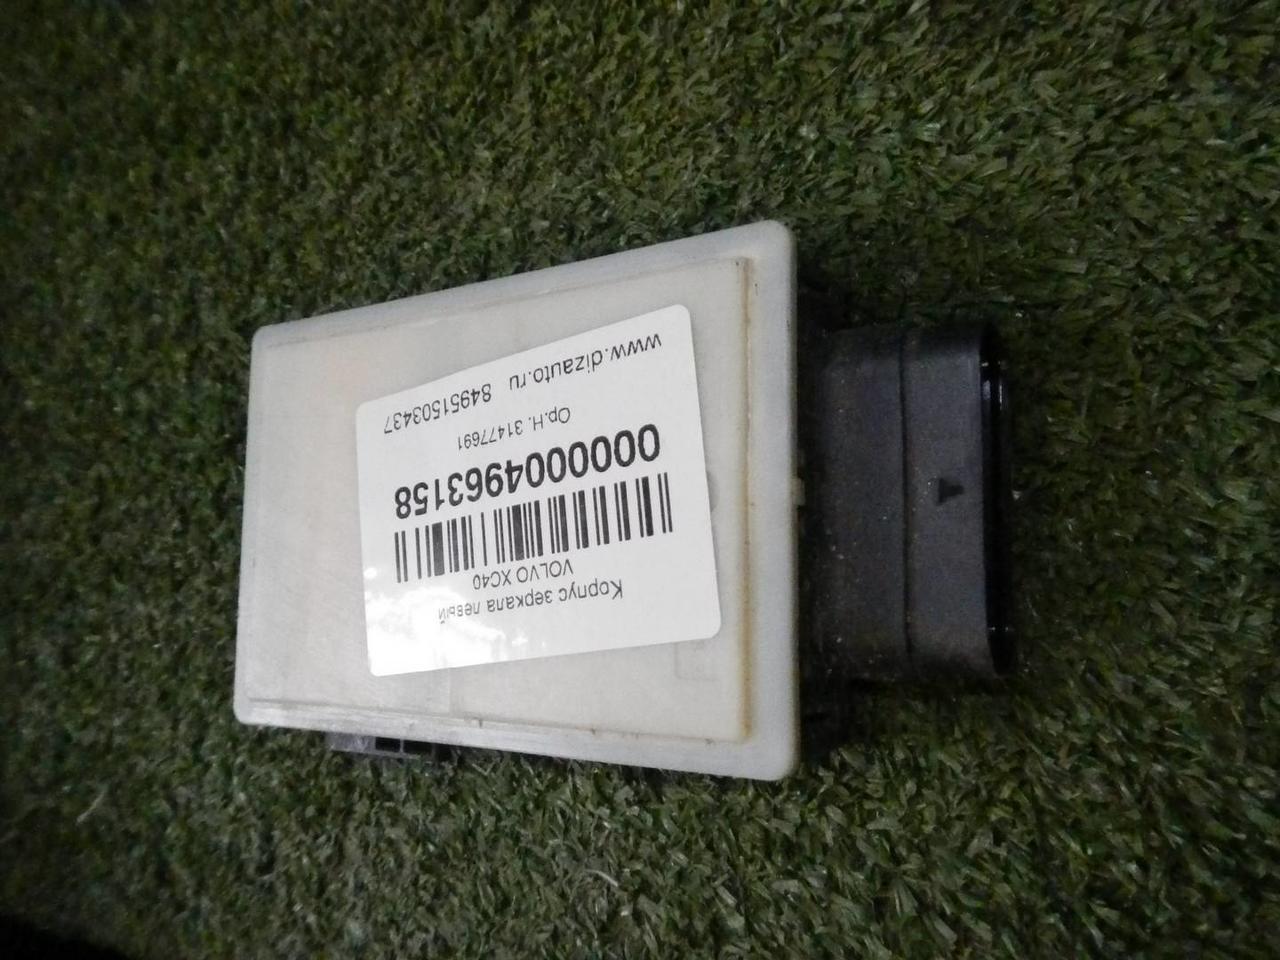 Корпус зеркала левый
VOLVO XC40
0000004963158
Ор.Н. 31477691
www.dizauto.ru 84951503437